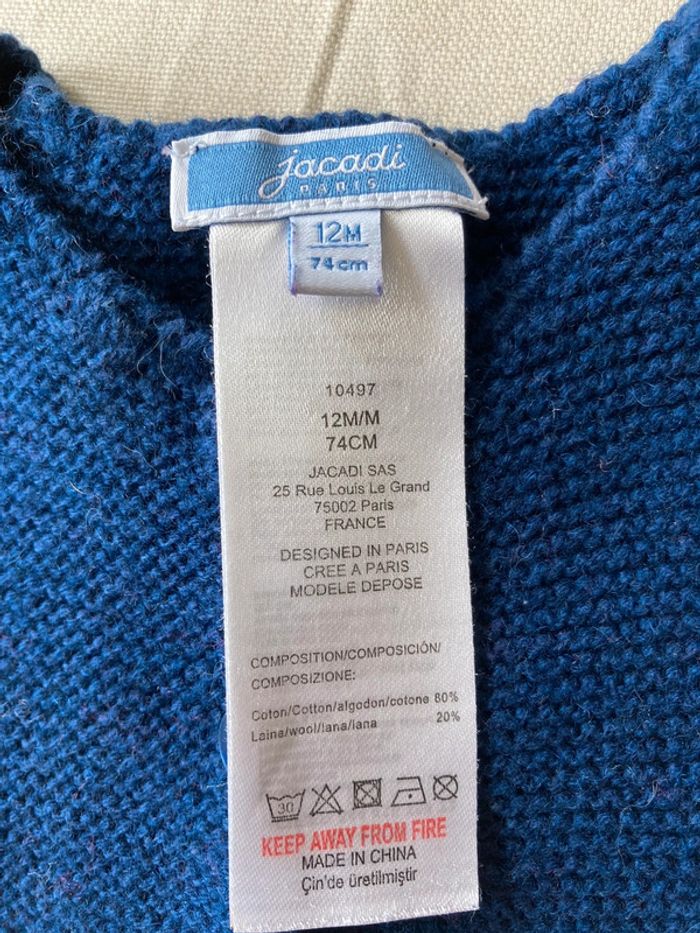 jacadi
PARIS
12M
74cm
10497
12M/M
74CM
JACADI SAS
25 Rue Louis Le Grand
75002 Paris
FRANCE
DESIGNED IN PARIS
CREE A PARIS
MODELE DEPOSE
COMPOSITION/COMPOSICIÓN/
COMPOSIZIONE:
Coton/Cotton/algodon/cotone 80%
Laine/wool/lana/lana 20%
30
KEEP AWAY FROM FIRE
MADE IN CHINA
Çin'de üretilmiştir